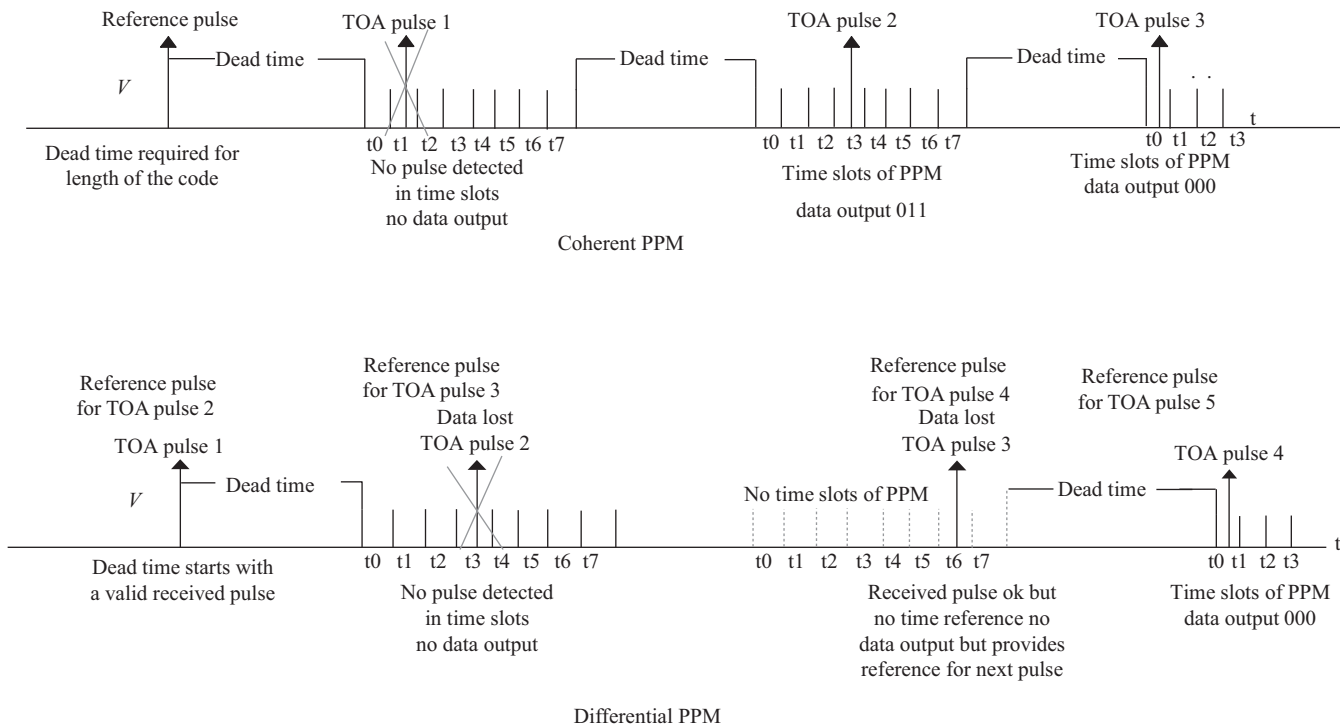 Reference pulse
TOA pulse 1
TOA pulse 2
TOA pulse 3
Dead time
Dead time
Dead time
V
. .
t
t0 t1 t2 t3 t4 t5 t6 t7
t0 t1 t2 t3 t4 t5 t6 t7
t0 t1 t2 t3
Dead time required for
length of the code
No pulse detected
in time slots
no data output
Time slots of PPM
data output 011
Time slots of PPM
data output 000
Coherent PPM
Reference pulse
for TOA pulse 2
TOA pulse 1
Reference pulse
for TOA pulse 3
Data lost
TOA pulse 2
Reference pulse
for TOA pulse 4
Data lost
TOA pulse 3
Reference pulse
for TOA pulse 5
TOA pulse 4
V
Dead time
No time slots of PPM
Dead time
t
t0 t1 t2 t3 t4 t5 t6 t7
t0 t1 t2 t3 t4 t5 t6 t7
t0 t1 t2 t3
Dead time starts with
a valid received pulse
No pulse detected
in time slots
no data output
Received pulse ok but
no time reference no
data output but provides
reference for next pulse
Time slots of PPM
data output 000
Differential PPM